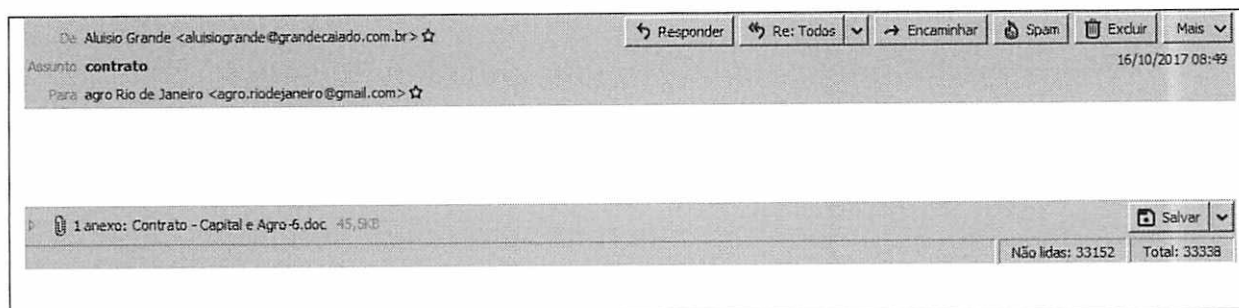 De Aluisio Grande <aluisiogrande@grandecaiado.com.br>
Responder Re: Todos Encaminhar Spam Excluir Mais
Assunto contrato
16/10/2017 08:49
Para agro Rio de Janeiro <agro.riodejaneiro@gmail.com>
1 anexo: Contrato - Capital e Agro-6.doc 45,5KB
Salvar
Não lidas: 33152 Total: 33338